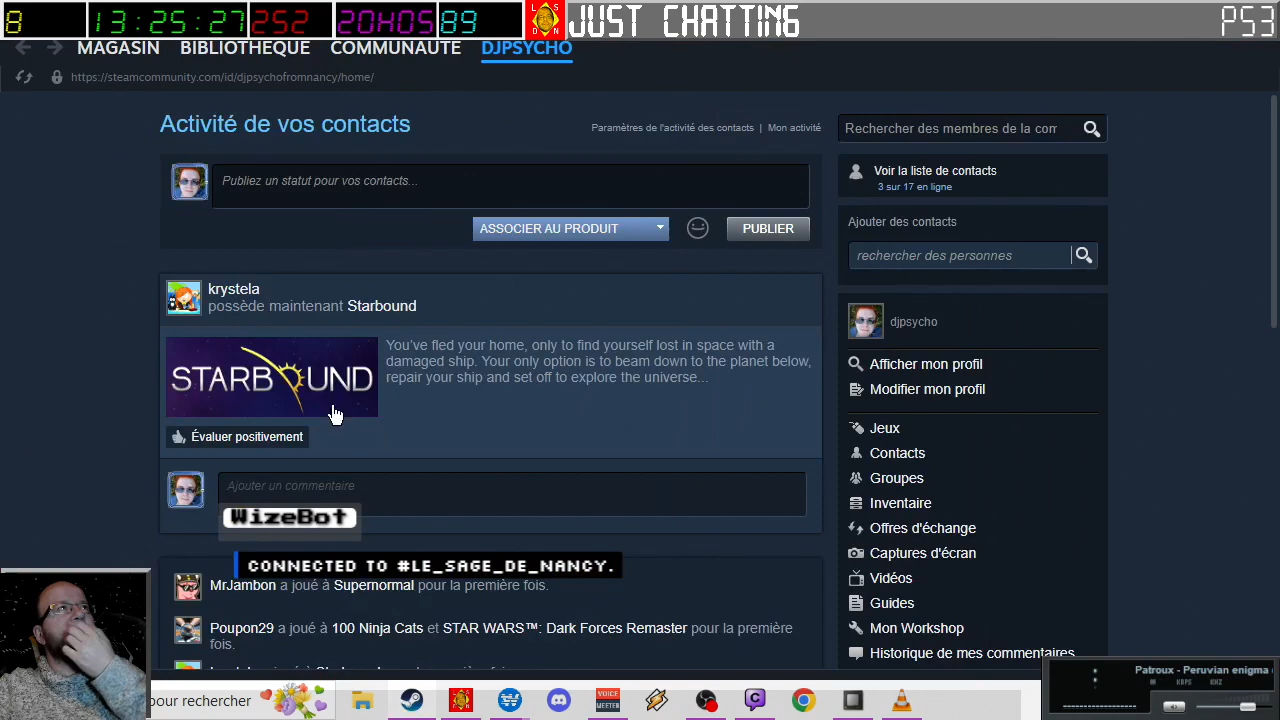 8 13:25:27 252 20H05 89 JUST CHATTING PS3
MAGASIN BIBLIOTHEQUE COMMUNAUTE DJPSYCHO
https://steamcommunity.com/id/djpsychofromnancy/home/
Activité de vos contacts
Paramètres de l'activité des contacts | Mon activité
Rechercher des membres de la com
Publiez un statut pour vos contacts...
Voir la liste de contacts
3 sur 17 en ligne
ASSOCIER AU PRODUIT
PUBLIER
Ajouter des contacts
rechercher des personnes
krystela
possède maintenant Starbound
STARBOUND
You've fled your home, only to find yourself lost in space with a
damaged ship. Your only option is to beam down to the planet below,
repair your ship and set off to explore the universe...
Évaluer positivement
Ajouter un commentaire
WizeBot
CONNECTED TO #LE_SAGE_DE_NANCY.
MrJambon a joué à Supernormal pour la première fois.
Poupon29 a joué à 100 Ninja Cats et STAR WARS™: Dark Forces Remaster pour la première
fois.
djpsycho
Afficher mon profil
Modifier mon profil
Jeux
Contacts
Groupes
Inventaire
Offres d'échange
Captures d'écran
Vidéos
Guides
Mon Workshop
Historique de mes commentaires
pour rechercher
VOICE
MEETER
Patroux - Peruvian enigma
KBPS KHZ